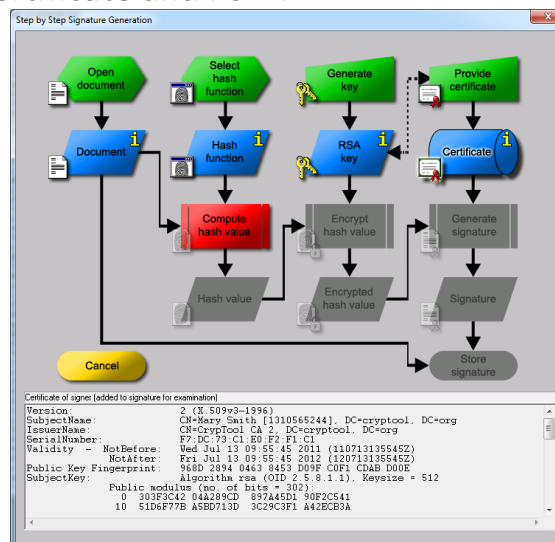 Step by Step Signature Generation
Open document
Select hash function
Generate key
Provide certificate
Document
Hash function
RSA key
Certificate
Compute hash value
Encrypt hash value
Generate signature
Hash value
Encrypted hash value
Signature
Cancel
Store signature
Certificate of signer (added to signature for examination)
Version: 2 (X.509v3-1996)
SubjectName: CN=Mary Smith [1310565244], DC=cryptool, DC=org
IssuerName: CN=CrypTool CA 2, DC=cryptool, DC=org
SerialNumber: F7:DC:73:C1:E0:F2:F1:C1
Validity - NotBefore: Wed Jul 13 09:55:45 2011 (110713135545Z)
NotAfter: Fri Jul 13 09:55:45 2012 (120713135545Z)
Public Key Fingerprint: 968D 2894 0463 8453 D09F C0F1 CDAB D00E
SubjectKey: Algorithm rsa (OID 2.5.8.1.1), Keysize = 512
Public modulus (no. of bits = 302):
0 303F3C42 04A289CD 897A45D1 90F2C541
10 51D6F77B A5BD713D 3C29C3F1 A42ECB3A